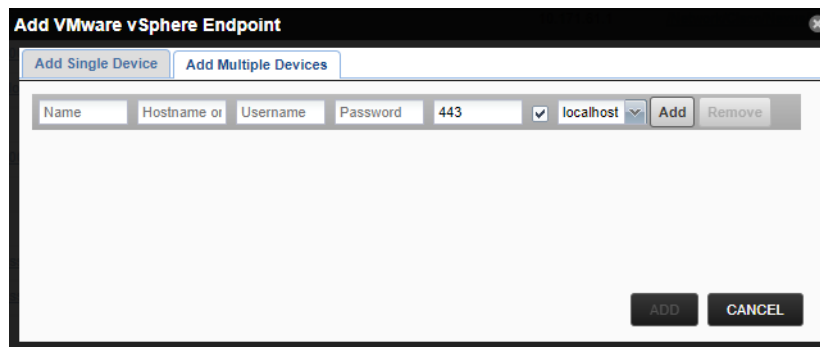 Add VMware vSphere Endpoint
Add Single Device Add Multiple Devices
Name Hostname or Username Password 443 localhost Add Remove
ADD CANCEL